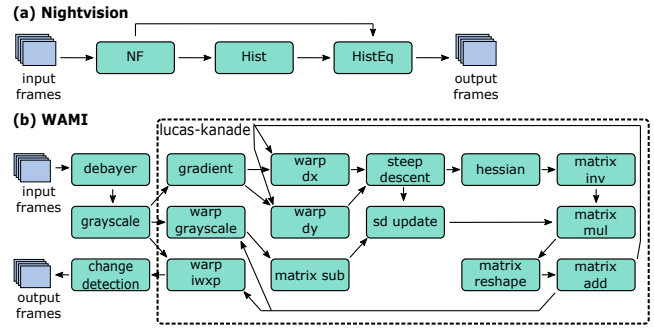 (a) Nightvision
NF
Hist
HistEq
input
frames
output
frames
(b) WAMI
lucas-kanade
debayer
gradient
warp
dx
steep
descent
hessian
matrix
inv
input
frames
grayscale
warp
grayscale
warp
dy
sd update
matrix
mul
change
detection
warp
iwxp
matrix sub
matrix
reshape
matrix
add
output
frames